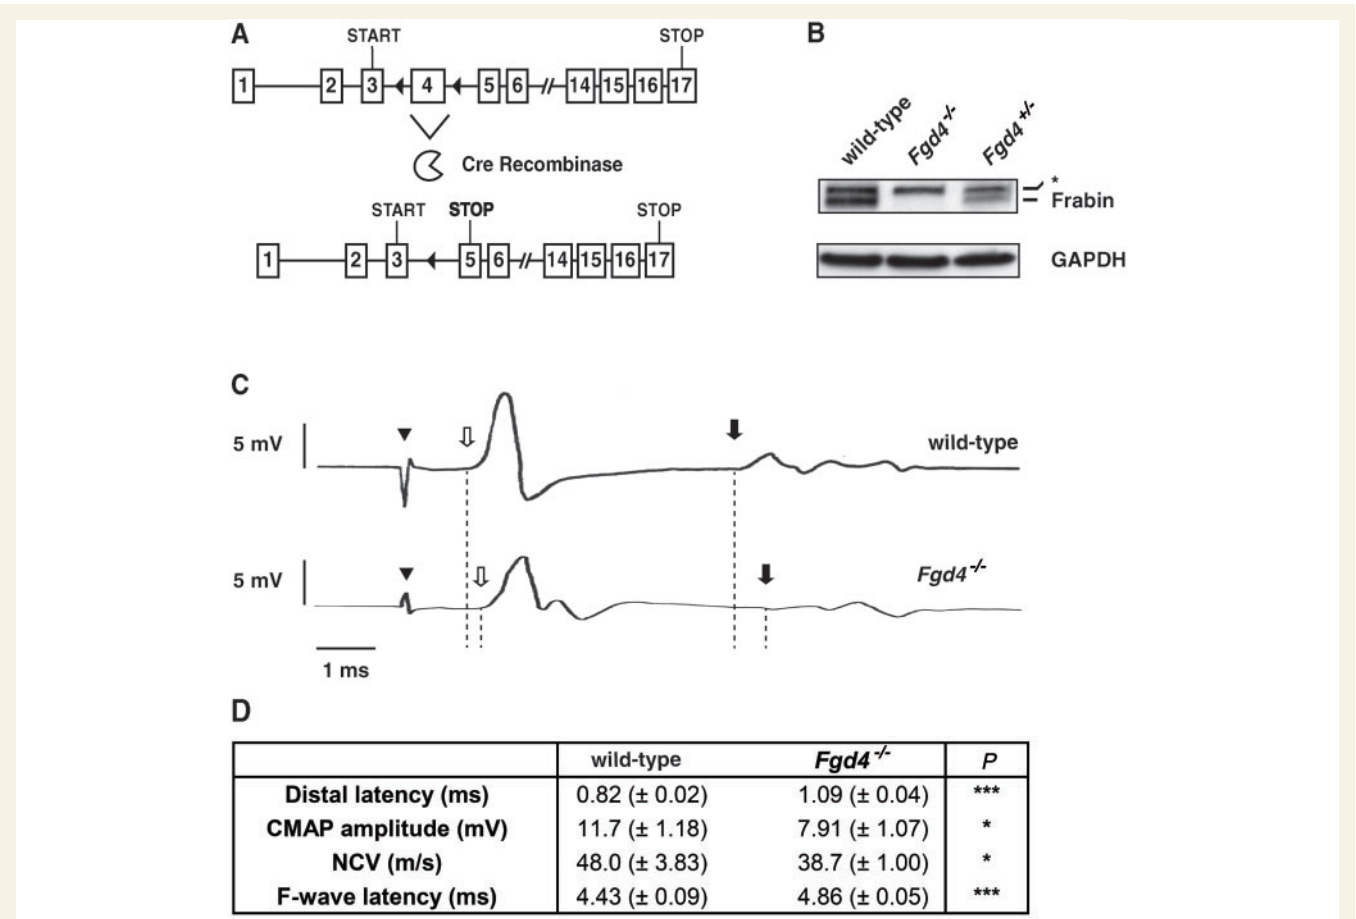 A
START STOP
1 2 3 4 5 6 // 14 15 16 17
Cre Recombinase
START STOP STOP
1 2 3 5 6 // 14 15 16 17
B
wild-type Fgd4-/- Fgd4+/-
*
Frabin
GAPDH
C
5 mV
wild-type
5 mV
Fgd4-/-
1 ms
D
wild-type Fgd4-/- P
Distal latency (ms) 0.82 (± 0.02) 1.09 (± 0.04) ***
CMAP amplitude (mV) 11.7 (± 1.18) 7.91 (± 1.07) *
NCV (m/s) 48.0 (± 3.83) 38.7 (± 1.00) *
F-wave latency (ms) 4.43 (± 0.09) 4.86 (± 0.05) ***